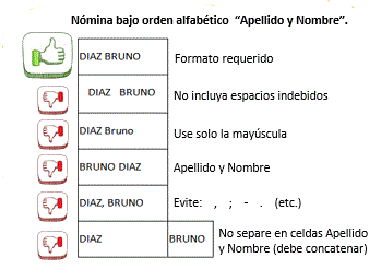 Nómina bajo orden alfabético "Apellido y Nombre".
DIAZ BRUNO Formato requerido
DIAZ BRUNO No incluya espacios indebidos
DIAZ Bruno Use solo la mayúscula
BRUNO DIAZ Apellido y Nombre
DIAZ, BRUNO Evite: , ; - . (etc.)
DIAZ BRUNO No separe en celdas Apellido
y Nombre (debe concatenar)